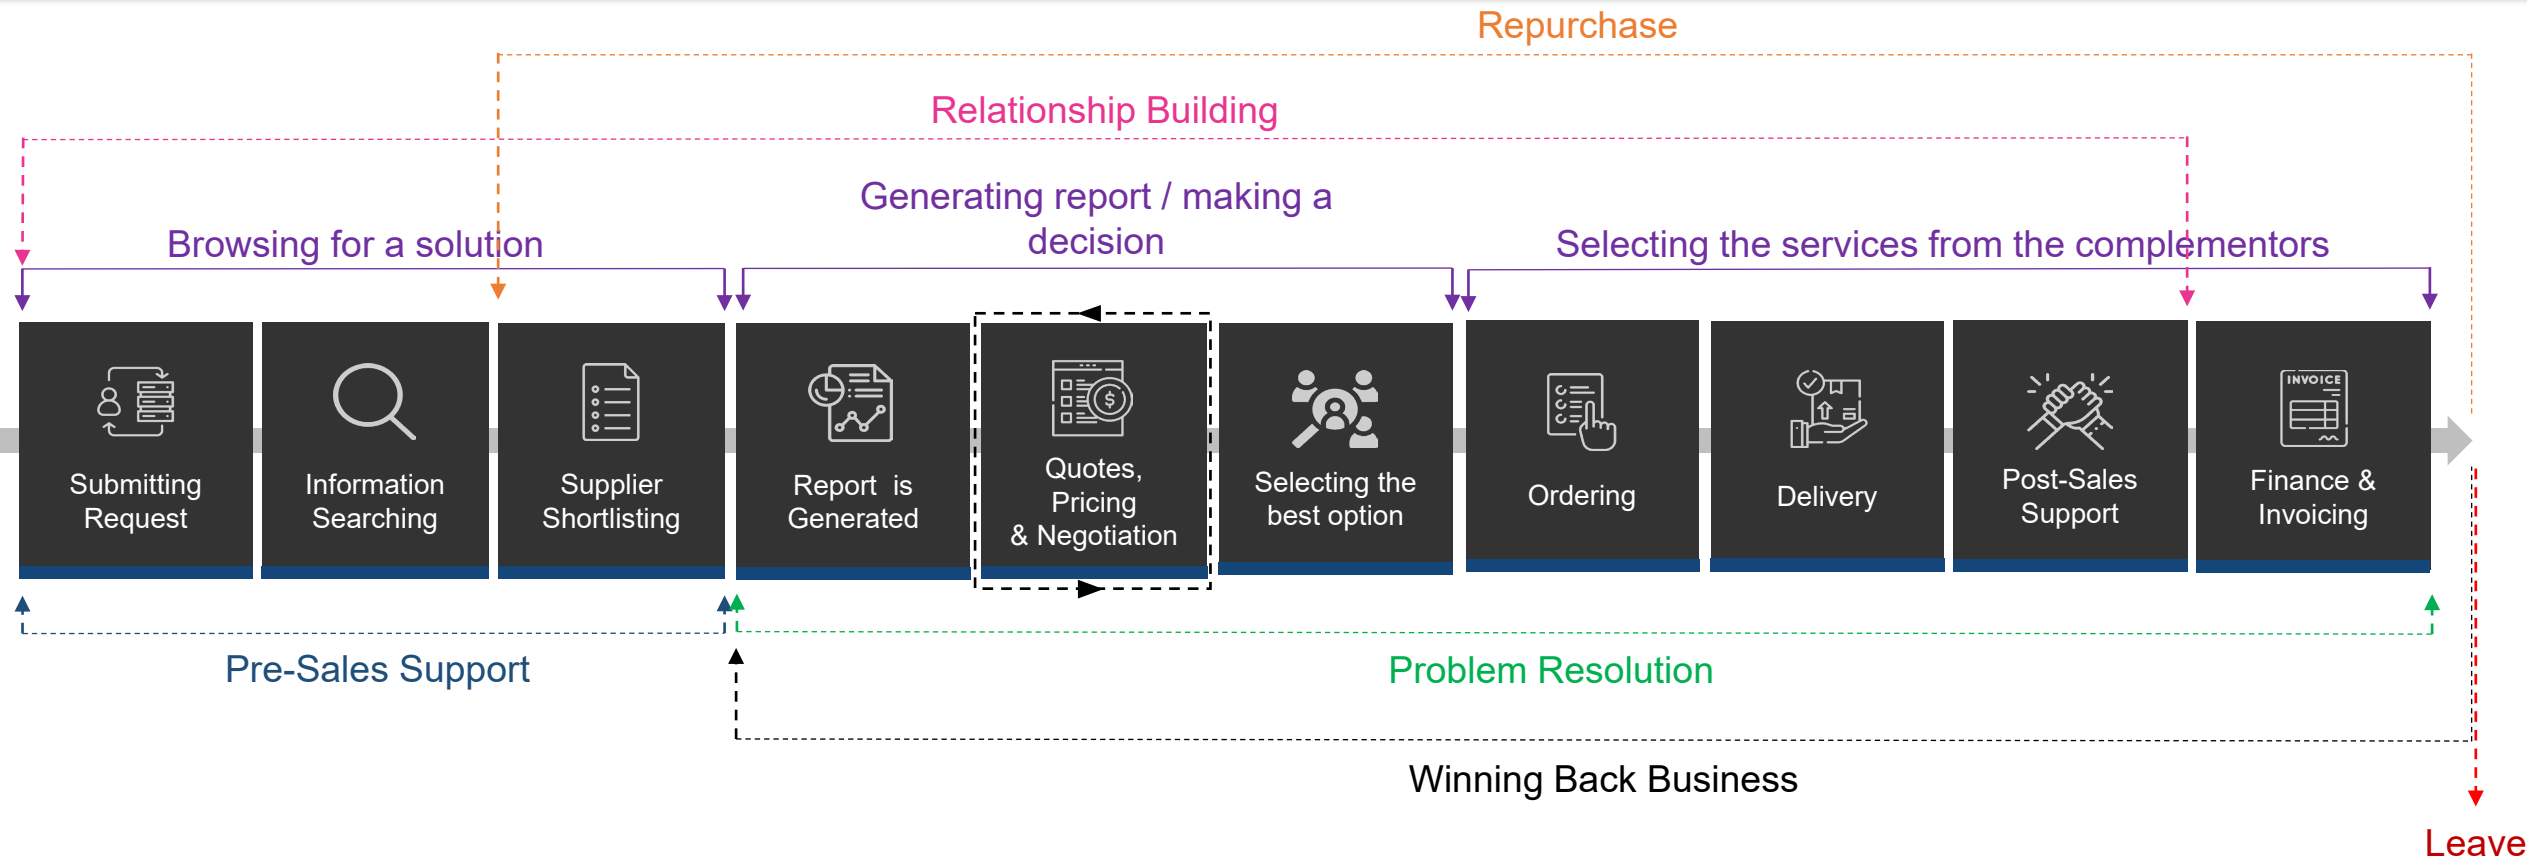 Repurchase
Relationship Building
Generating report / making a
decision
Browsing for a solution
Selecting the services from the complementors
Submitting
Request
Information
Searching
Supplier
Shortlisting
Report is
Generated
Quotes,
Pricing
& Negotiation
Selecting the
best option
Ordering
Delivery
Post-Sales
Support
INVOICE
Finance &
Invoicing
Pre-Sales Support
Problem Resolution
Winning Back Business
Leave